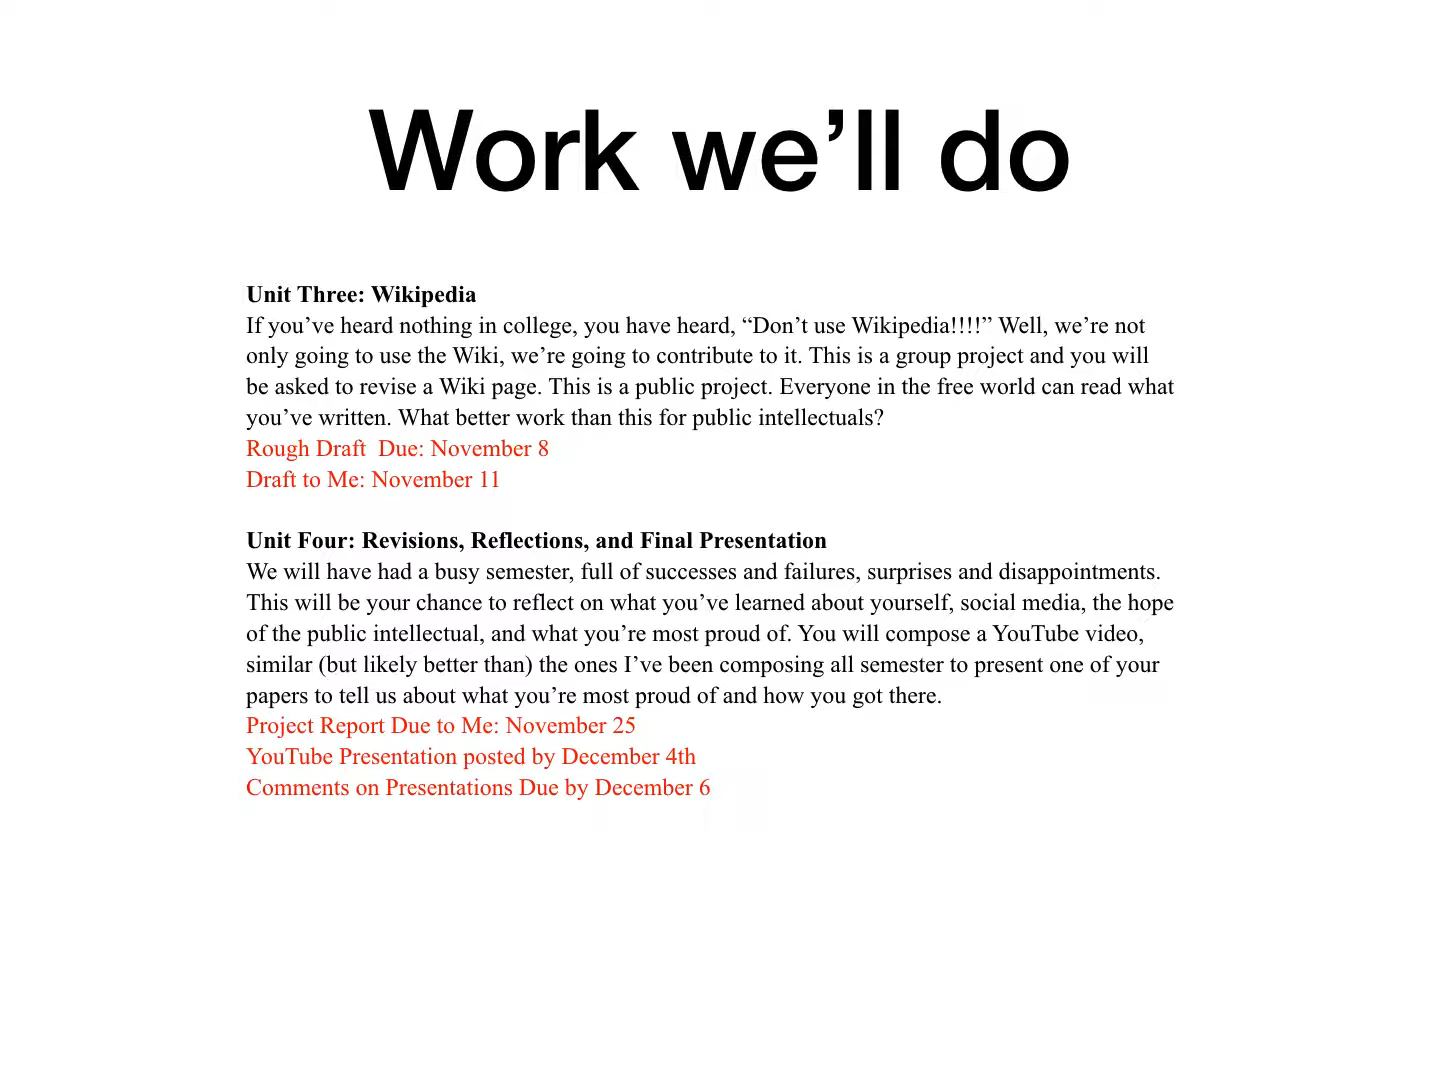 Work we’ll do
Unit Three: Wikipedia
If you’ve heard nothing in college, you have heard, “Don’t use Wikipedia!!!!” Well, we’re not
only going to use the Wiki, we’re going to contribute to it. This is a group project and you will
be asked to revise a Wiki page. This is a public project. Everyone in the free world can read what
you’ve written. What better work than this for public intellectuals?
Rough Draft  Due: November 8
Draft to Me: November 11
Unit Four: Revisions, Reflections, and Final Presentation
We will have had a busy semester, full of successes and failures, surprises and disappointments.
This will be your chance to reflect on what you’ve learned about yourself, social media, the hope
of the public intellectual, and what you’re most proud of. You will compose a YouTube video,
similar (but likely better than) the ones I’ve been composing all semester to present one of your
papers to tell us about what you’re most proud of and how you got there.
Project Report Due to Me: November 25
YouTube Presentation posted by December 4th
Comments on Presentations Due by December 6